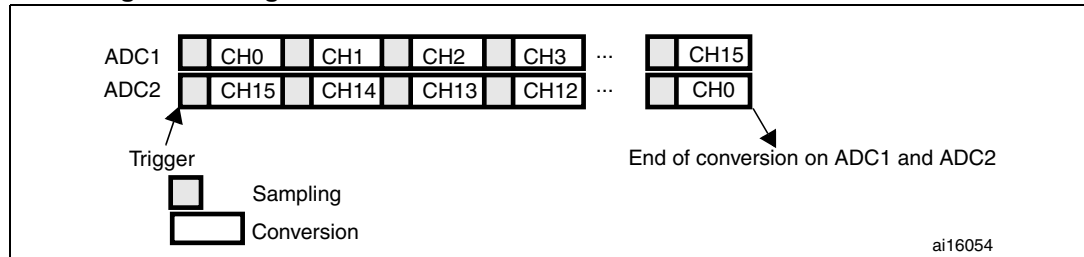 ADC1 CH0 CH1 CH2 CH3 ... CH15
ADC2 CH15 CH14 CH13 CH12 ... CH0
Trigger
End of conversion on ADC1 and ADC2
Sampling
Conversion
ai16054